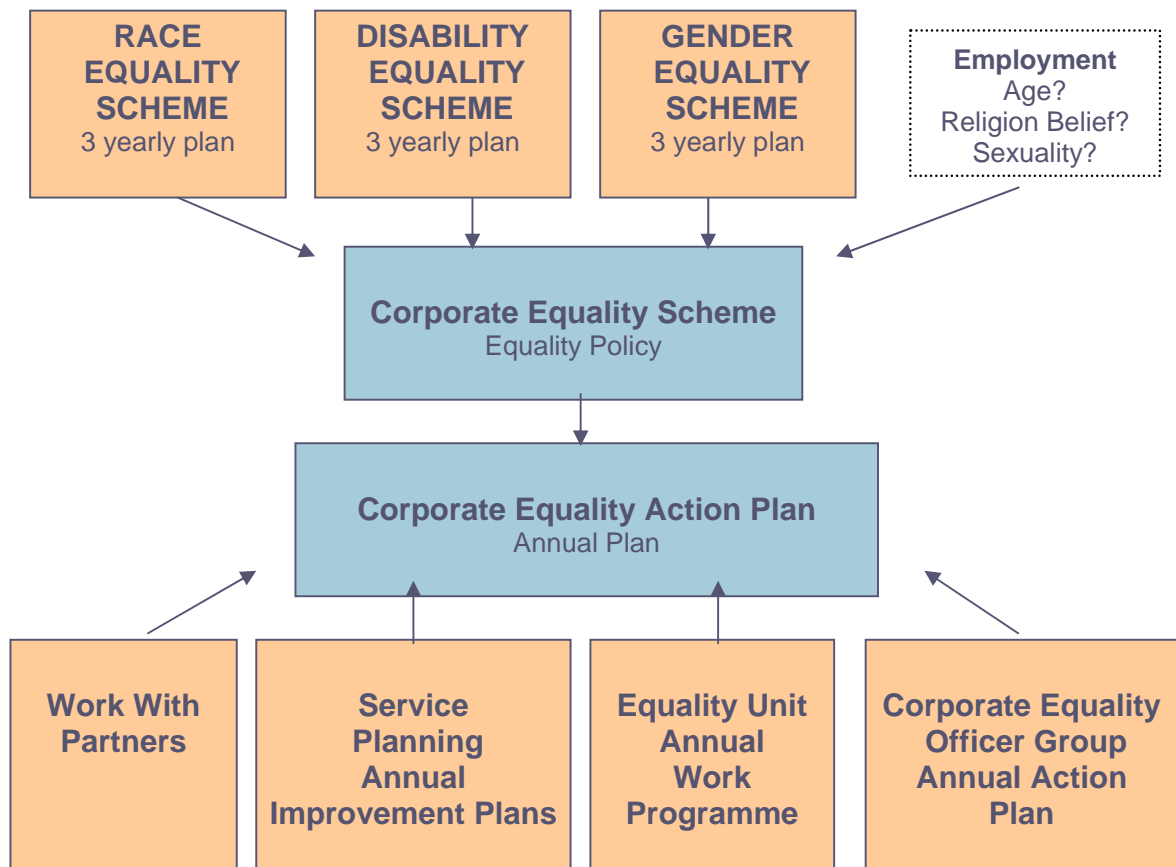 RACE
EQUALITY
SCHEME
3 yearly plan
DISABILITY
EQUALITY
SCHEME
3 yearly plan
GENDER
EQUALITY
SCHEME
3 yearly plan
Employment
Age?
Religion Belief?
Sexuality?
Corporate Equality Scheme
Equality Policy
Corporate Equality Action Plan
Annual Plan
Work With
Partners
Service
Planning
Annual
Improvement Plans
Equality Unit
Annual
Work
Programme
Corporate Equality
Officer Group
Annual Action
Plan